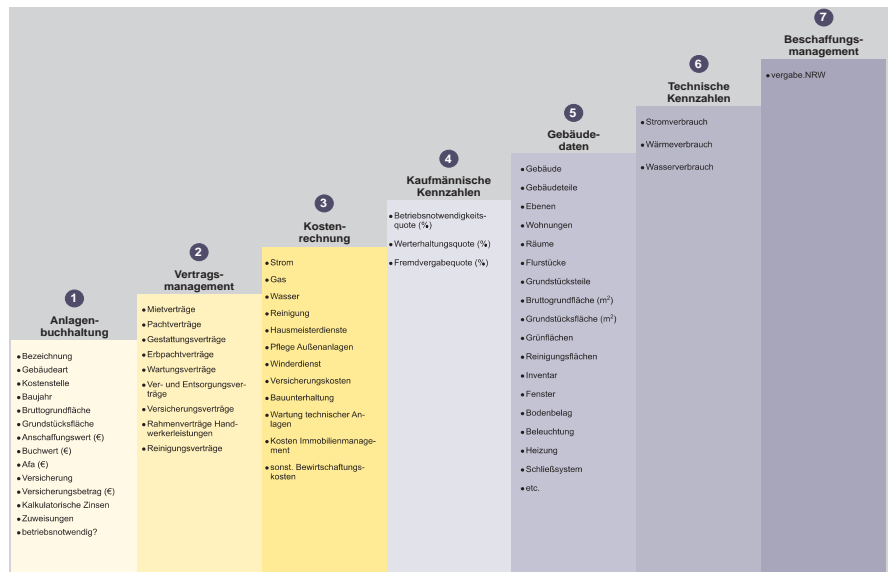 1
Anlagen-
buchhaltung
• Bezeichnung
• Gebäudeart
• Kostenstelle
• Baujahr
• Bruttogrundfläche
• Grundstücksfläche
• Anschaffungswert (€)
• Buchwert (€)
• Afa (€)
• Versicherung
• Versicherungsbetrag (€)
• Kalkulatorische Zinsen
• Zuweisungen
• betriebsnotwendig?
2
Vertrags-
management
• Mietverträge
• Pachtverträge
• Gestattungsverträge
• Erbpachtverträge
• Wartungsverträge
• Ver- und Entsorgungsver-
träge
• Versicherungsverträge
• Rahmenverträge Hand-
werkerleistungen
• Reinigungsverträge
3
Kosten-
rechnung
• Strom
• Gas
• Wasser
• Reinigung
• Hausmeisterdienste
• Pflege Außenanlagen
• Winderdienst
• Versicherungskosten
• Bauunterhaltung
• Wartung technischer An-
lagen
• Kosten Immobilienmanage-
ment
• sonst. Bewirtschaftungs-
kosten
4
Kaufmännische
Kennzahlen
• Betriebsnotwendigkeits-
quote (%)
• Werterhaltungsquote (%)
• Fremdvergabequote (%)
5
Gebäude-
daten
• Gebäude
• Gebäudeteile
• Ebenen
• Wohnungen
• Räume
• Flurstücke
• Grundstücksteile
• Bruttogrundfläche (m²)
• Grundstücksfläche (m²)
• Grünflächen
• Reinigungsflächen
• Inventar
• Fenster
• Bodenbelag
• Beleuchtung
• Heizung
• Schließsystem
• etc.
6
Technische
Kennzahlen
• Stromverbrauch
• Wärmeverbrauch
• Wasserverbrauch
7
Beschaffungs-
management
• vergabe.NRW